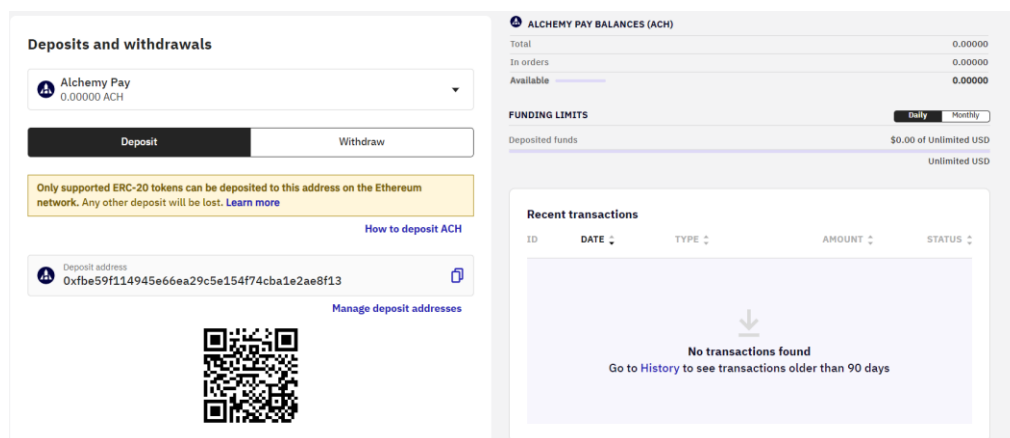 Deposits and withdrawals
Alchemy Pay
0.00000 ACH
Deposit
Withdraw
Only supported ERC-20 tokens can be deposited to this address on the Ethereum
network. Any other deposit will be lost. Learn more
How to deposit ACH
Deposit address
0xfbe59f114945e66ea29c5e154f74cba1e2ae8f13
Manage deposit addresses
ALCHEMY PAY BALANCES (ACH)
Total 0.00000
In orders 0.00000
Available 0.00000
FUNDING LIMITS
Daily Monthly
Deposited funds $0.00 of Unlimited USD
Unlimited USD
Recent transactions
ID DATE TYPE AMOUNT STATUS
No transactions found
Go to History to see transactions older than 90 days